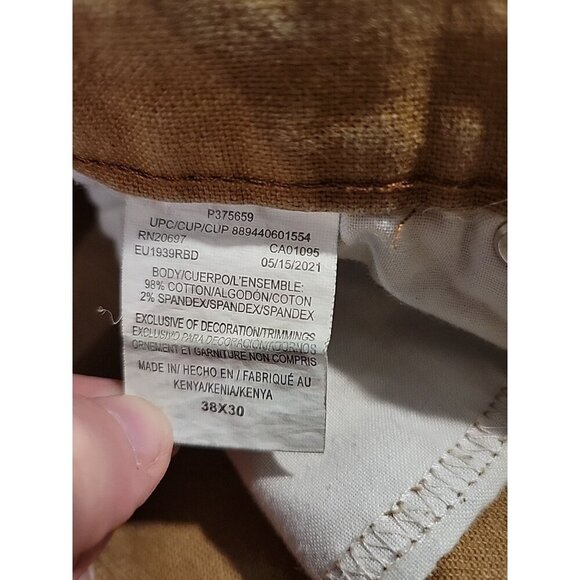 P375659
UPC/CUP/CUP 889440601554
RN20697 CA01095
EU1939RBD 05/15/2021
BODY/CUERPO/L'ENSEMBLE:
98% COTTON/ALGODÓN/COTON
2% SPANDEX/SPANDEX/SPANDEX
EXCLUSIVE OF DECORATION/TRIMMINGS
EXCLUSIVO PARA DECORACIÓN/ADORNOS
ORNEMENT ET GARNITURE NON COMPRIS
MADE IN/ HECHO EN / FABRIQUÉ AU
KENYA/KENIA/KENYA
38X30